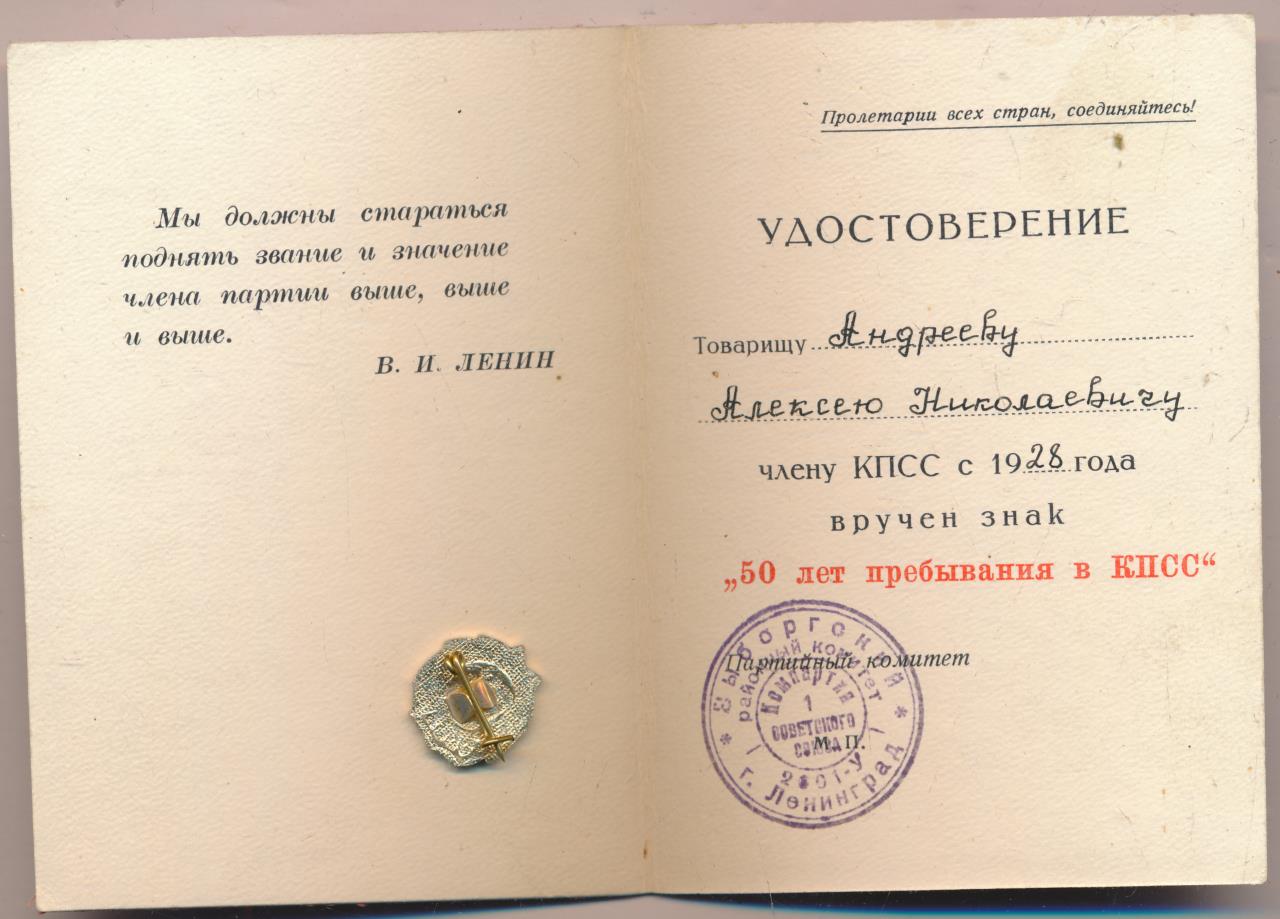 Мы должны стараться
поднять звание и значение
члена партии выше, выше
и выше.
В. И. ЛЕНИН
Пролетарии всех стран, соединяйтесь!
УДОСТОВЕРЕНИЕ
Товарищу Андрееву
Алексею Николаевичу
члену КПСС с 1928 года
вручен знак
„50 лет пребывания в КПСС“
Партийный комитет
М. П.
* Выборгский *
районный комитет
Компартия
1
СОВЕТСКОГО
СОЮЗА
г. Ленинград